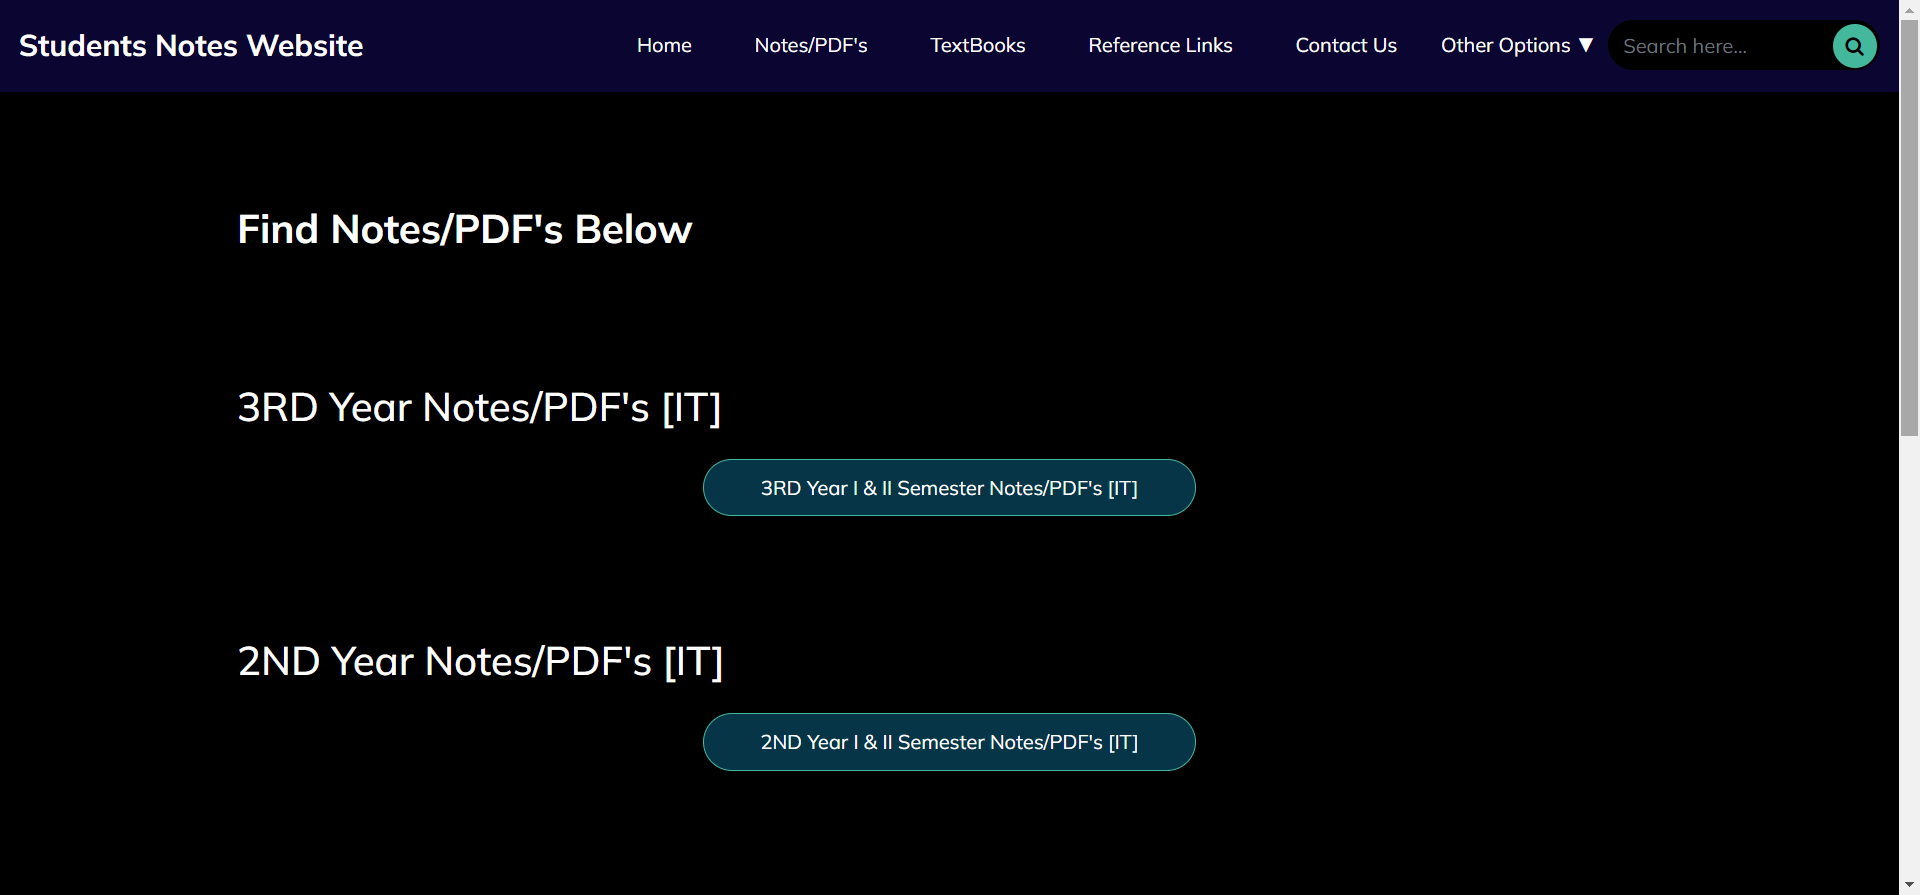 Students Notes Website
Home Notes/PDF's TextBooks Reference Links Contact Us Other Options ▼ Search here...
Find Notes/PDF's Below
3RD Year Notes/PDF's [IT]
3RD Year I & II Semester Notes/PDF's [IT]
2ND Year Notes/PDF's [IT]
2ND Year I & II Semester Notes/PDF's [IT]